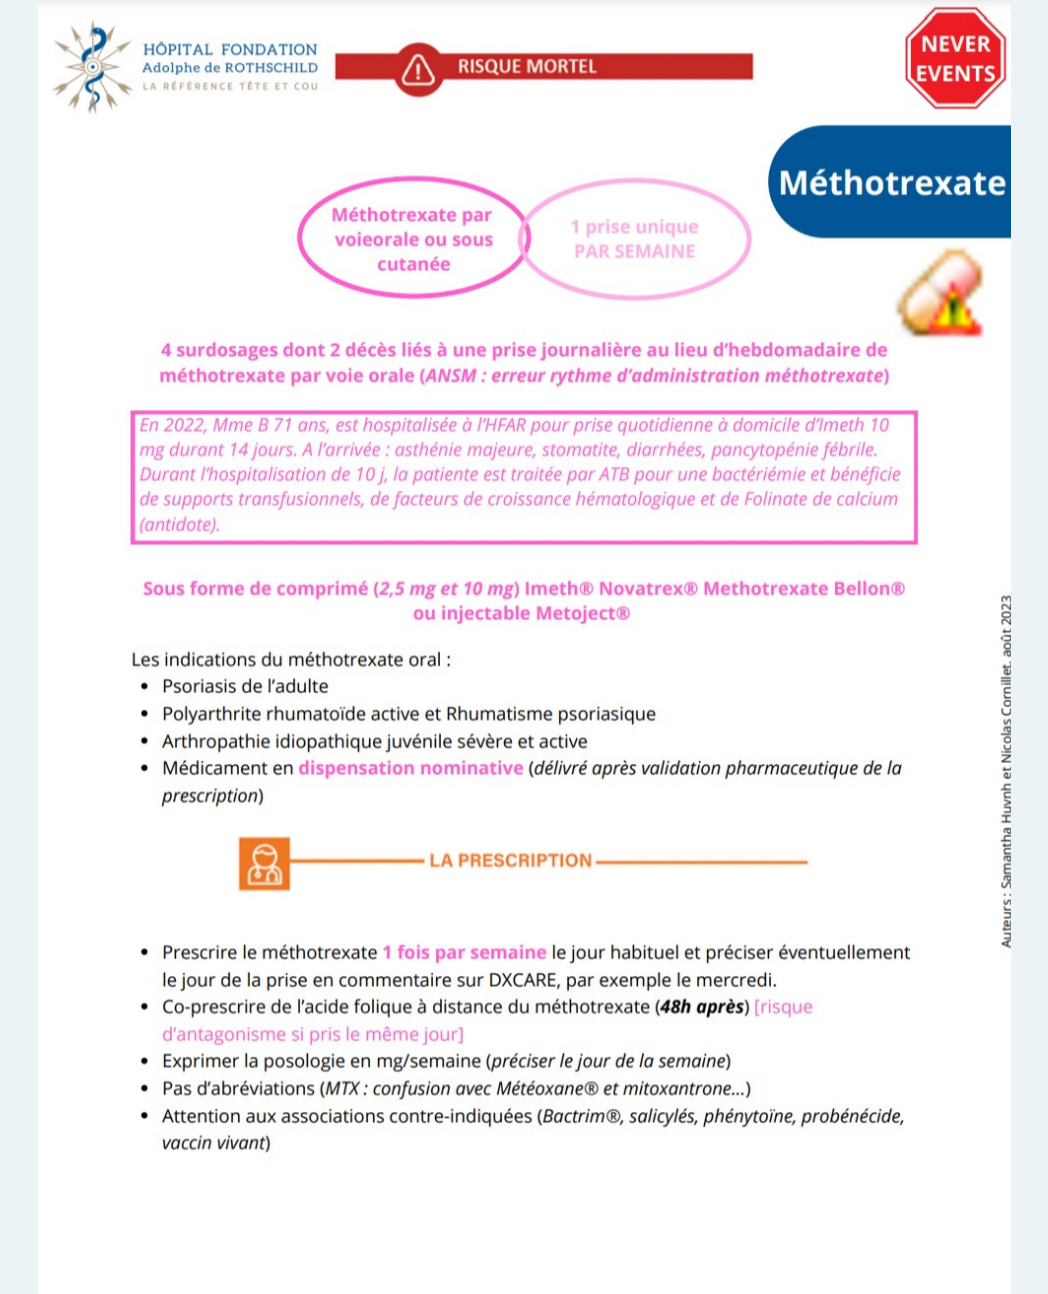 HÔPITAL FONDATION
Adolphe de ROTHSCHILD
LA RÉFÉRENCE TÊTE ET COU
RISQUE MORTEL
NEVER
EVENTS
Méthotrexate
Méthotrexate par
voieorale ou sous
cutanée
1 prise unique
PAR SEMAINE
4 surdosages dont 2 décès liés à une prise journalière au lieu d'hebdomadaire de
méthotrexate par voie orale (ANSM : erreur rythme d'administration méthotrexate)
En 2022, Mme B 71 ans, est hospitalisée à l'HFAR pour prise quotidienne à domicile d'Imeth 10
mg durant 14 jours. A l'arrivée : asthénie majeure, stomatite, diarrhées, pancytopénie fébrile.
Durant l'hospitalisation de 10 j, la patiente est traitée par ATB pour une bactériémie et bénéficie
de supports transfusionnels, de facteurs de croissance hématologique et de Folinate de calcium
(antidote).
Sous forme de comprimé (2,5 mg et 10 mg) Imeth® Novatrex® Methotrexate Bellon®
ou injectable Metoject®
Les indications du méthotrexate oral :
• Psoriasis de l'adulte
• Polyarthrite rhumatoïde active et Rhumatisme psoriasique
• Arthropathie idiopathique juvénile sévère et active
• Médicament en dispensation nominative (délivré après validation pharmaceutique de la
prescription)
LA PRESCRIPTION
• Prescrire le méthotrexate 1 fois par semaine le jour habituel et préciser éventuellement
le jour de la prise en commentaire sur DXCARE, par exemple le mercredi.
• Co-prescrire de l'acide folique à distance du méthotrexate (48h après) [risque
d'antagonisme si pris le même jour]
• Exprimer la posologie en mg/semaine (préciser le jour de la semaine)
• Pas d'abréviations (MTX : confusion avec Météoxane® et mitoxantrone...)
• Attention aux associations contre-indiquées (Bactrim®, salicylés, phénytoïne, probénécide,
vaccin vivant)
Auteurs : Samantha Huynh et Nicolas Cornillet, août 2023